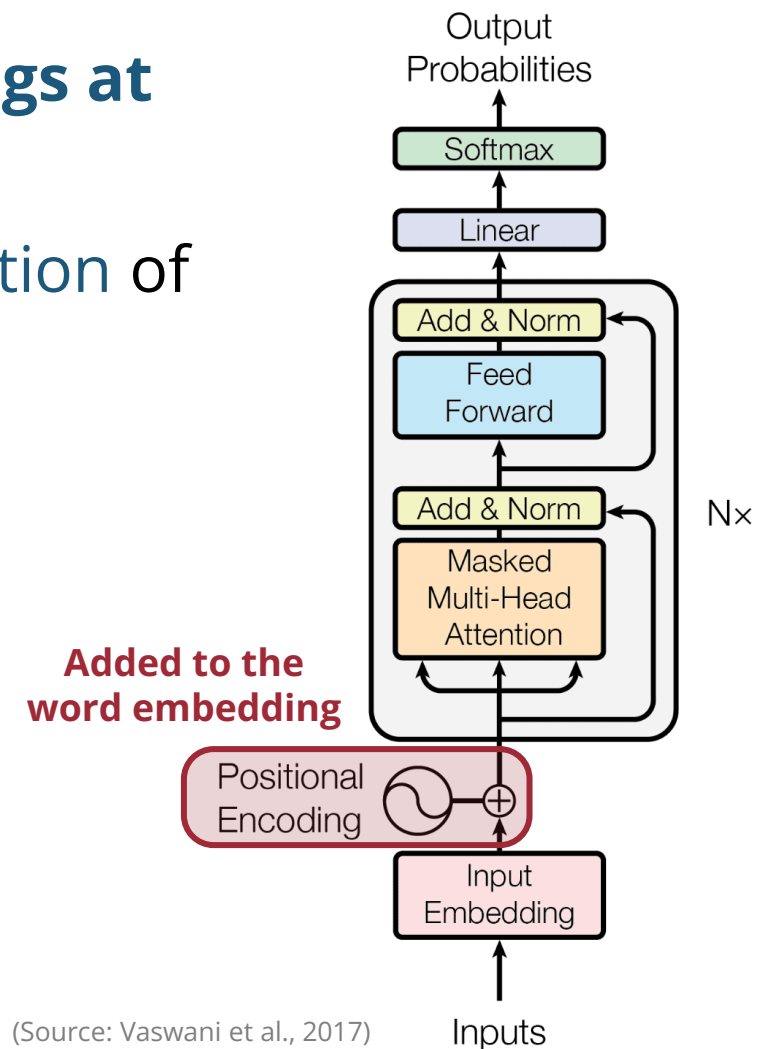 gs at
tion of
Output
Probabilities
Softmax
Linear
Add & Norm
Feed
Forward
Add & Norm
N×
Masked
Multi-Head
Attention
Added to the
word embedding
Positional
Encoding
Input
Embedding
(Source: Vaswani et al., 2017)
Inputs